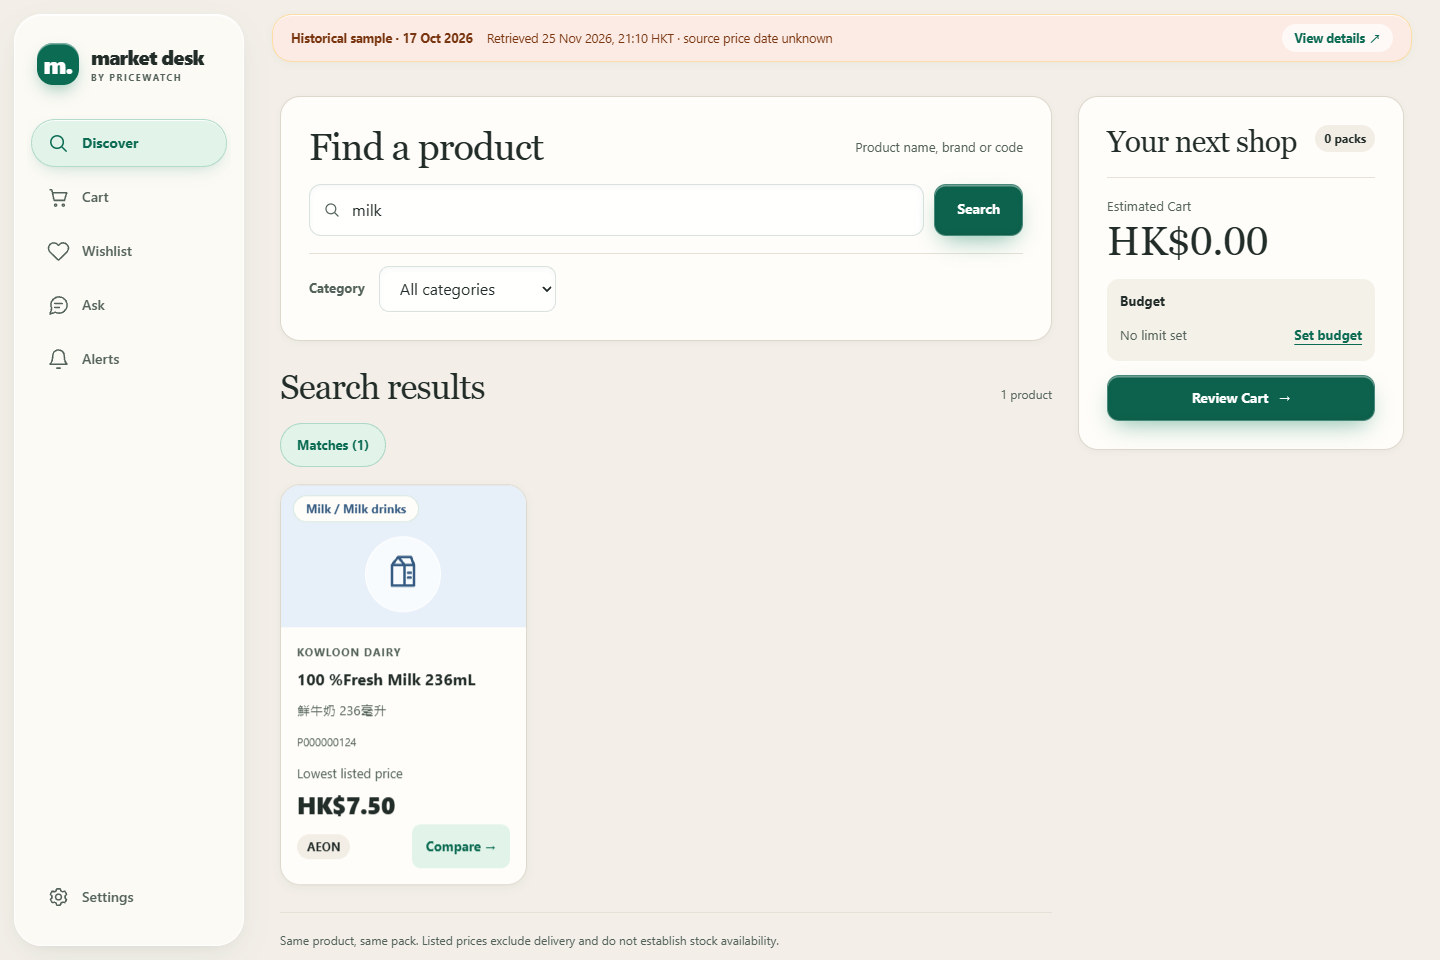 m.
market desk
BY PRICEWATCH
Discover
Cart
Wishlist
Ask
Alerts
Settings
Historical sample · 17 Oct 2026 Retrieved 25 Nov 2026, 21:10 HKT · source price date unknown View details ↗
Find a product
Product name, brand or code
milk
Search
Category All categories
Search results
1 product
Matches (1)
Milk / Milk drinks
KOWLOON DAIRY
100 %Fresh Milk 236mL
鮮牛奶 236毫升
P000000124
Lowest listed price
HK$7.50
AEON Compare →
Same product, same pack. Listed prices exclude delivery and do not establish stock availability.
Your next shop 0 packs
Estimated Cart
HK$0.00
Budget
No limit set Set budget
Review Cart →